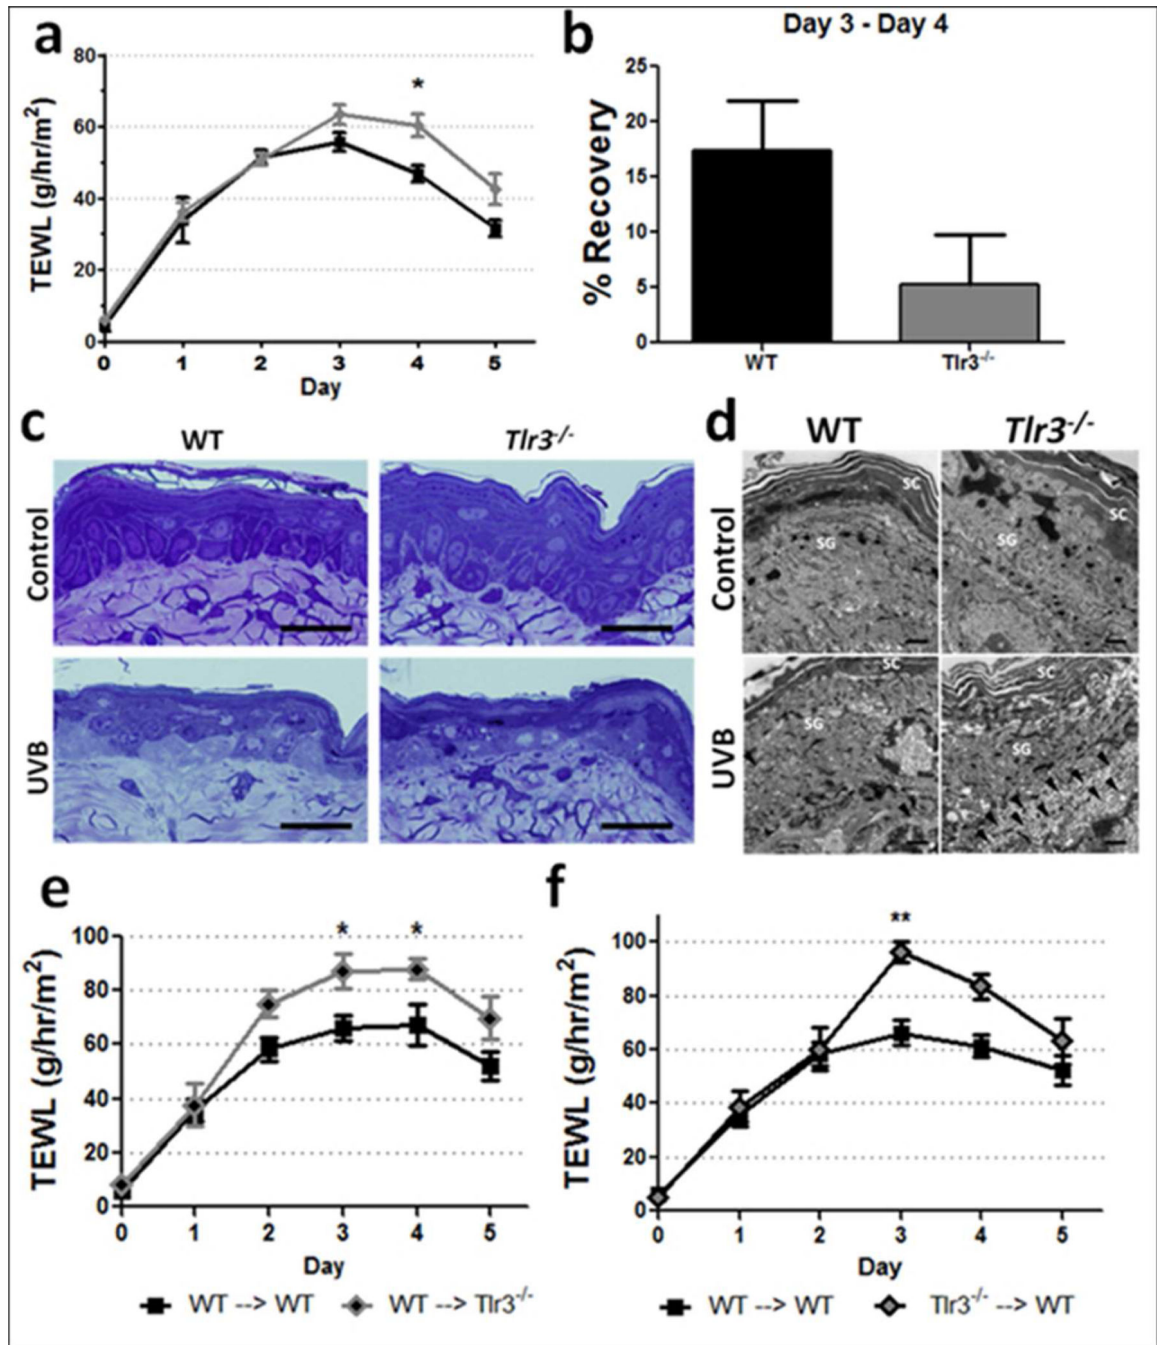 a
TEWL (g/hr/m²)
80
60
40
20
0
*
0 1 2 3 4 5
Day
b
Day 3 - Day 4
% Recovery
25
20
15
10
5
0
WT Tlr3-/-
c
WT Tlr3-/-
Control
UVB
d
WT Tlr3-/-
Control
SC
SG
SC
SG
UVB
SC
SG
SC
SG
e
TEWL (g/hr/m²)
100
80
60
40
20
0
* *
0 1 2 3 4 5
Day
WT --> WT WT --> Tlr3-/-
f
TEWL (g/hr/m²)
100
80
60
40
20
0
**
0 1 2 3 4 5
Day
WT --> WT Tlr3-/- --> WT